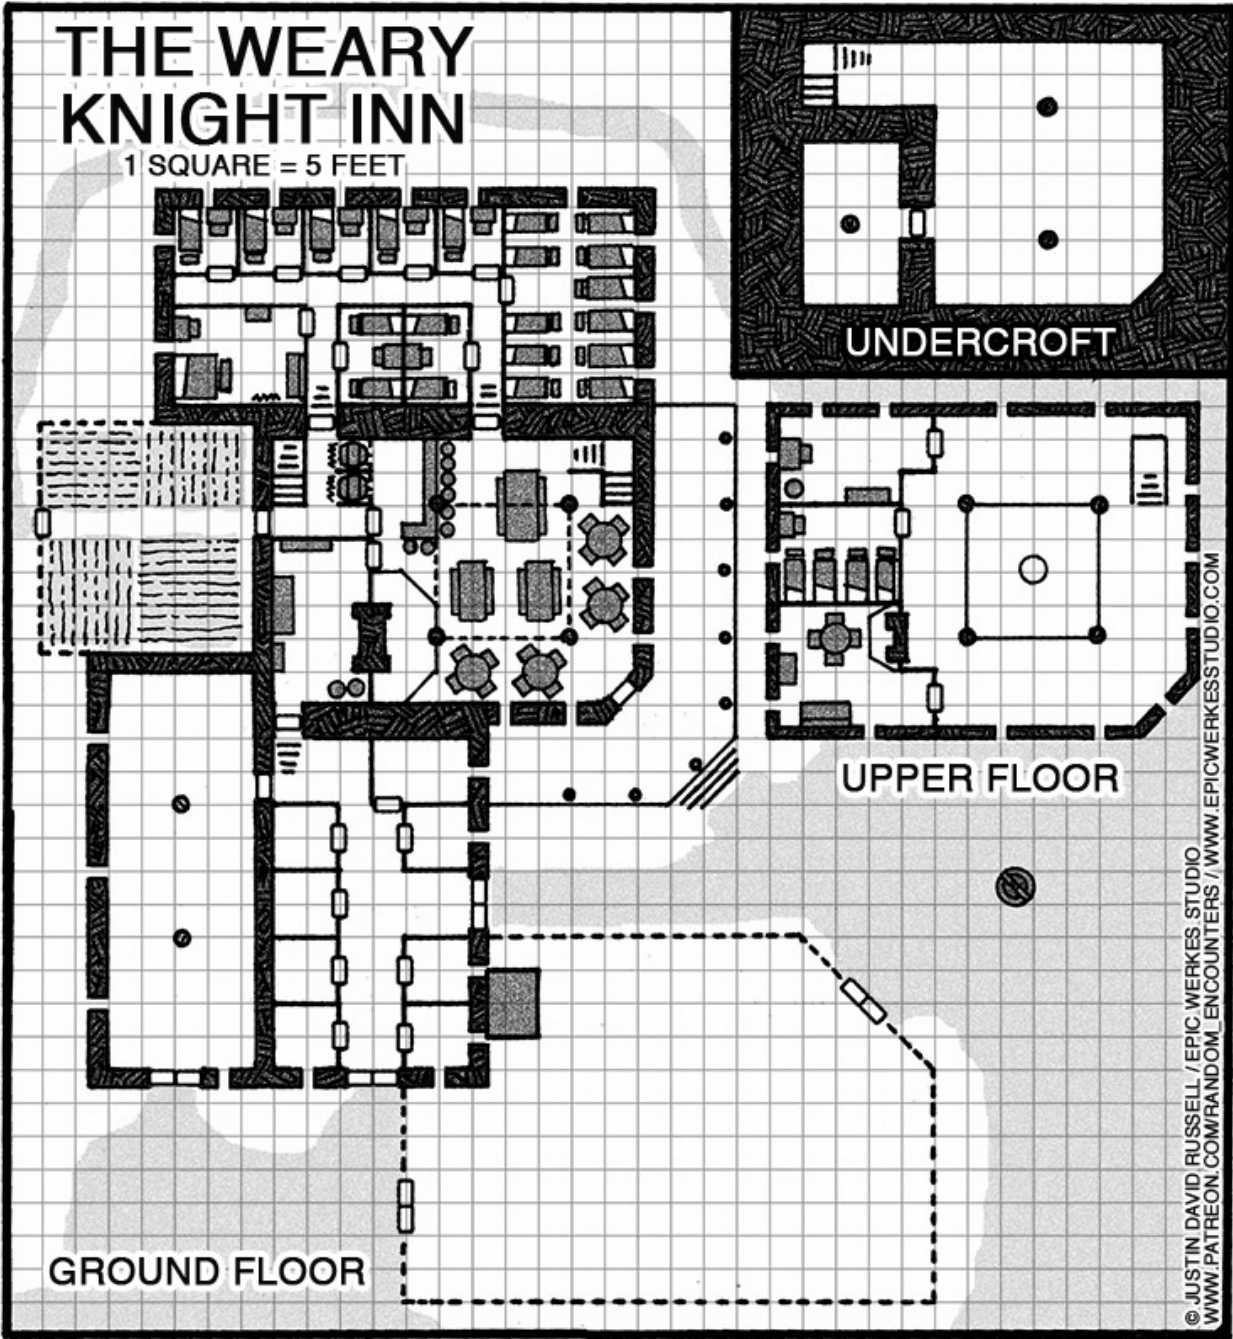 THE WEARY
KNIGHT INN
1 SQUARE = 5 FEET
UNDERCROFT
UPPER FLOOR
GROUND FLOOR
© JUSTIN DAVID RUSSELL / EPIC WERKES STUDIO
WWW.PATREON.COM/RANDOM_ENCOUNTERS / WWW.EPICWERKESSTUDIO.COM